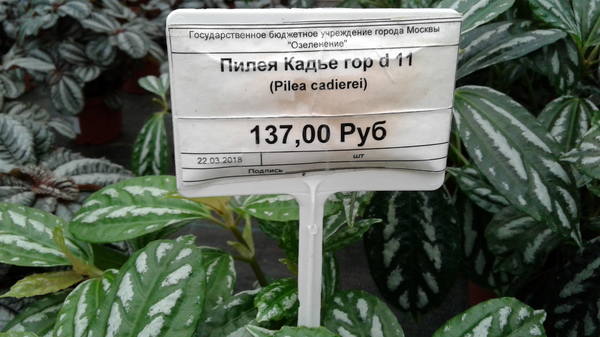 Государственное бюджетное учреждение города Москвы
"Озеленение"
Пилея Кадье гор d 11
(Pilea cadierei)
137,00 Руб
22.03.2018 шт
Подпись